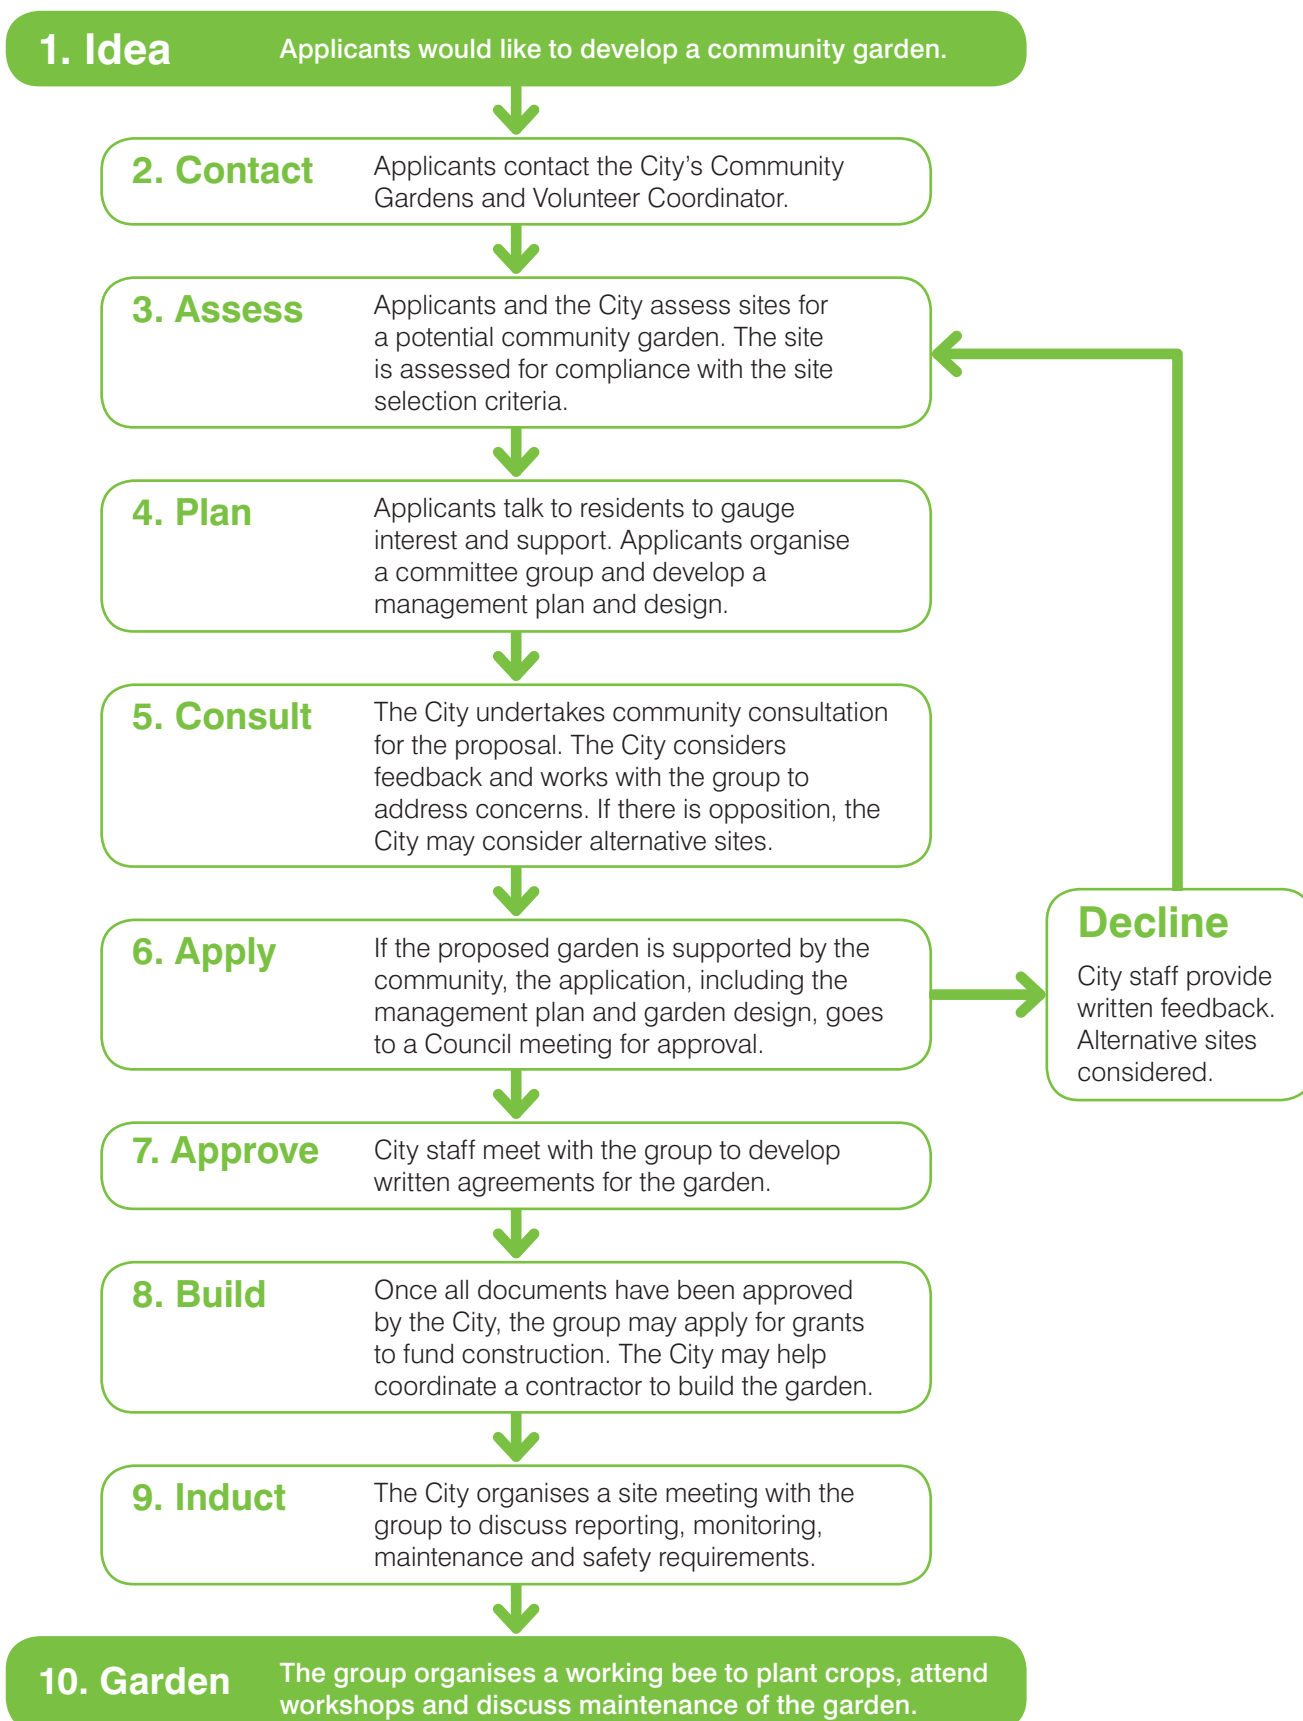 1. Idea
Applicants would like to develop a community garden.
2. Contact
Applicants contact the City's Community
Gardens and Volunteer Coordinator.
3. Assess
Applicants and the City assess sites for
a potential community garden. The site
is assessed for compliance with the site
selection criteria.
4. Plan
Applicants talk to residents to gauge
interest and support. Applicants organise
a committee group and develop a
management plan and design.
5. Consult
The City undertakes community consultation
for the proposal. The City considers
feedback and works with the group to
address concerns. If there is opposition, the
City may consider alternative sites.
6. Apply
If the proposed garden is supported by the
community, the application, including the
management plan and garden design, goes
to a Council meeting for approval.
Decline
City staff provide
written feedback.
Alternative sites
considered.
7. Approve
City staff meet with the group to develop
written agreements for the garden.
8. Build
Once all documents have been approved
by the City, the group may apply for grants
to fund construction. The City may help
coordinate a contractor to build the garden.
9. Induct
The City organises a site meeting with the
group to discuss reporting, monitoring,
maintenance and safety requirements.
10. Garden
The group organises a working bee to plant crops, attend
workshops and discuss maintenance of the garden.